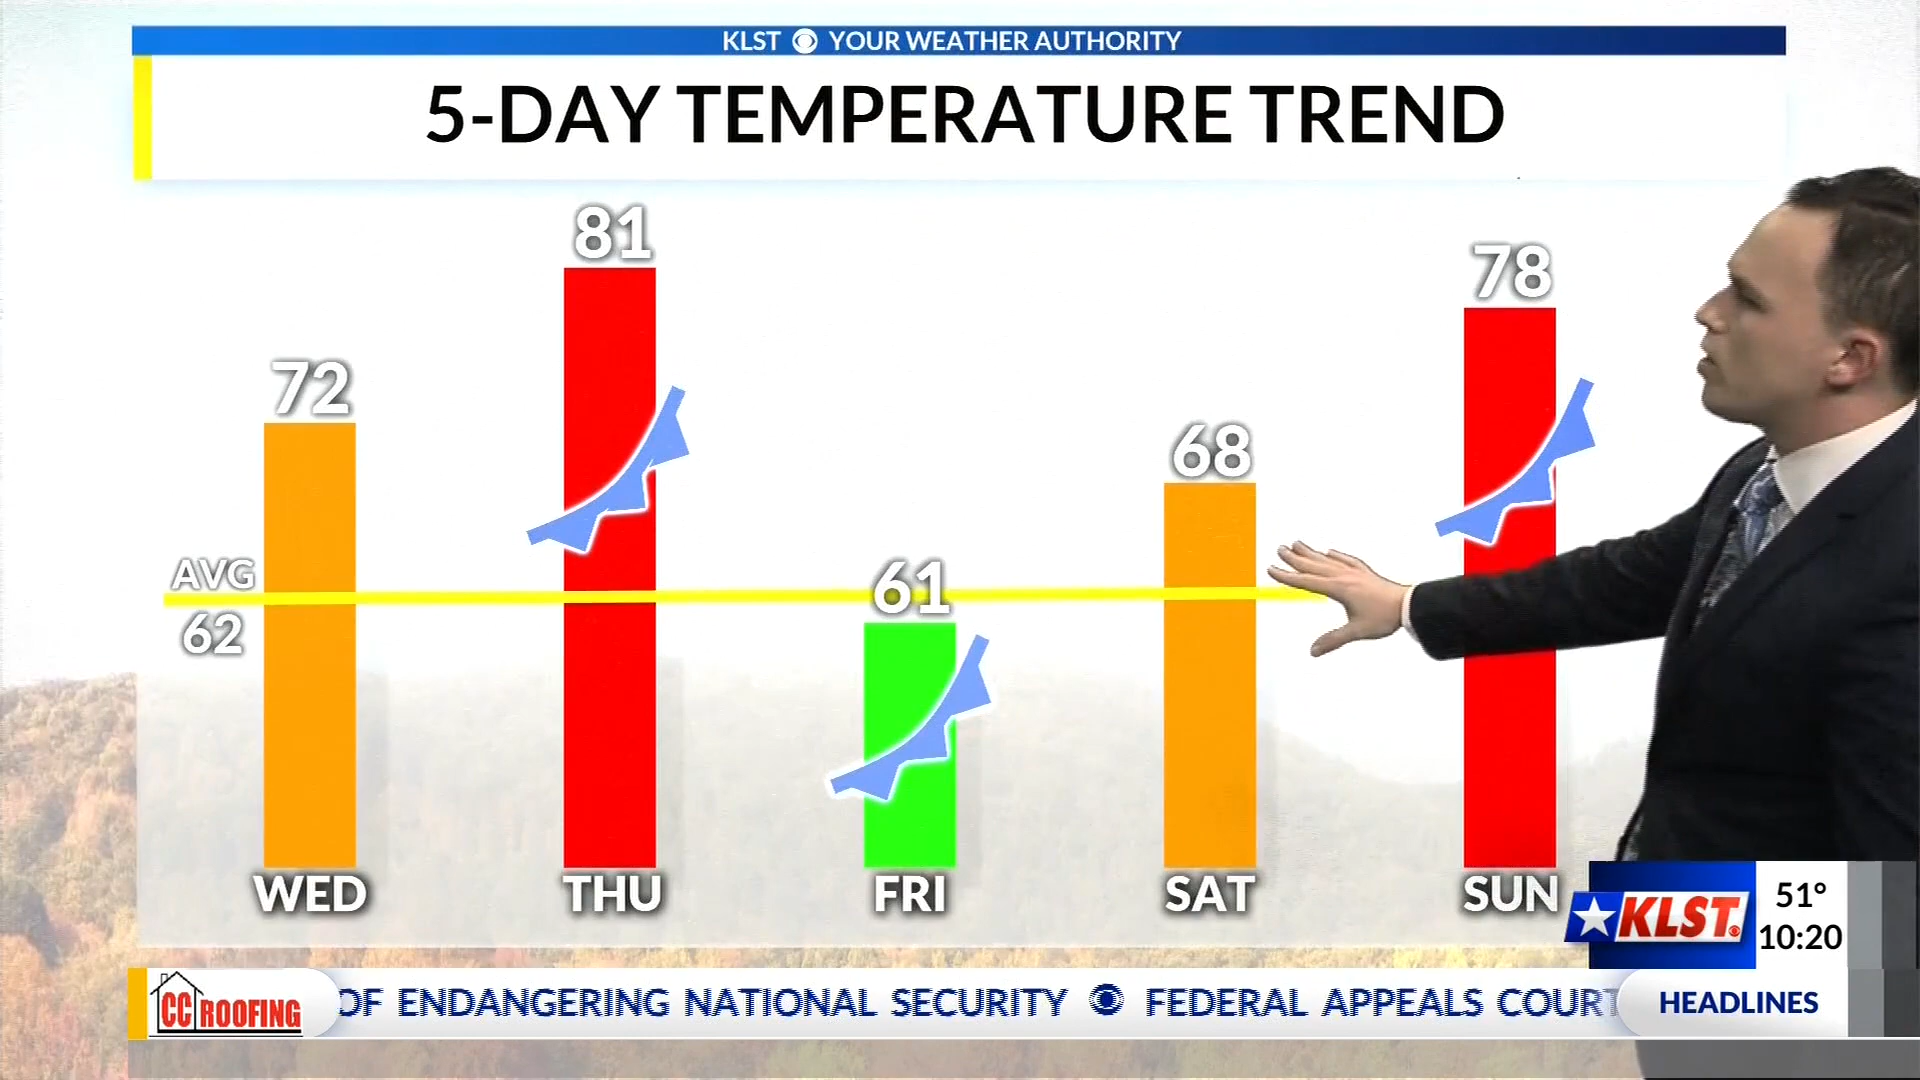 KLST YOUR WEATHER AUTHORITY
5-DAY TEMPERATURE TREND
81
78
72
68
AVG
61
62
WED THU FRI SAT SUN
KLST.
51°
10:20
CC ROOFING
OF ENDANGERING NATIONAL SECURITY FEDERAL APPEALS COURT
HEADLINES